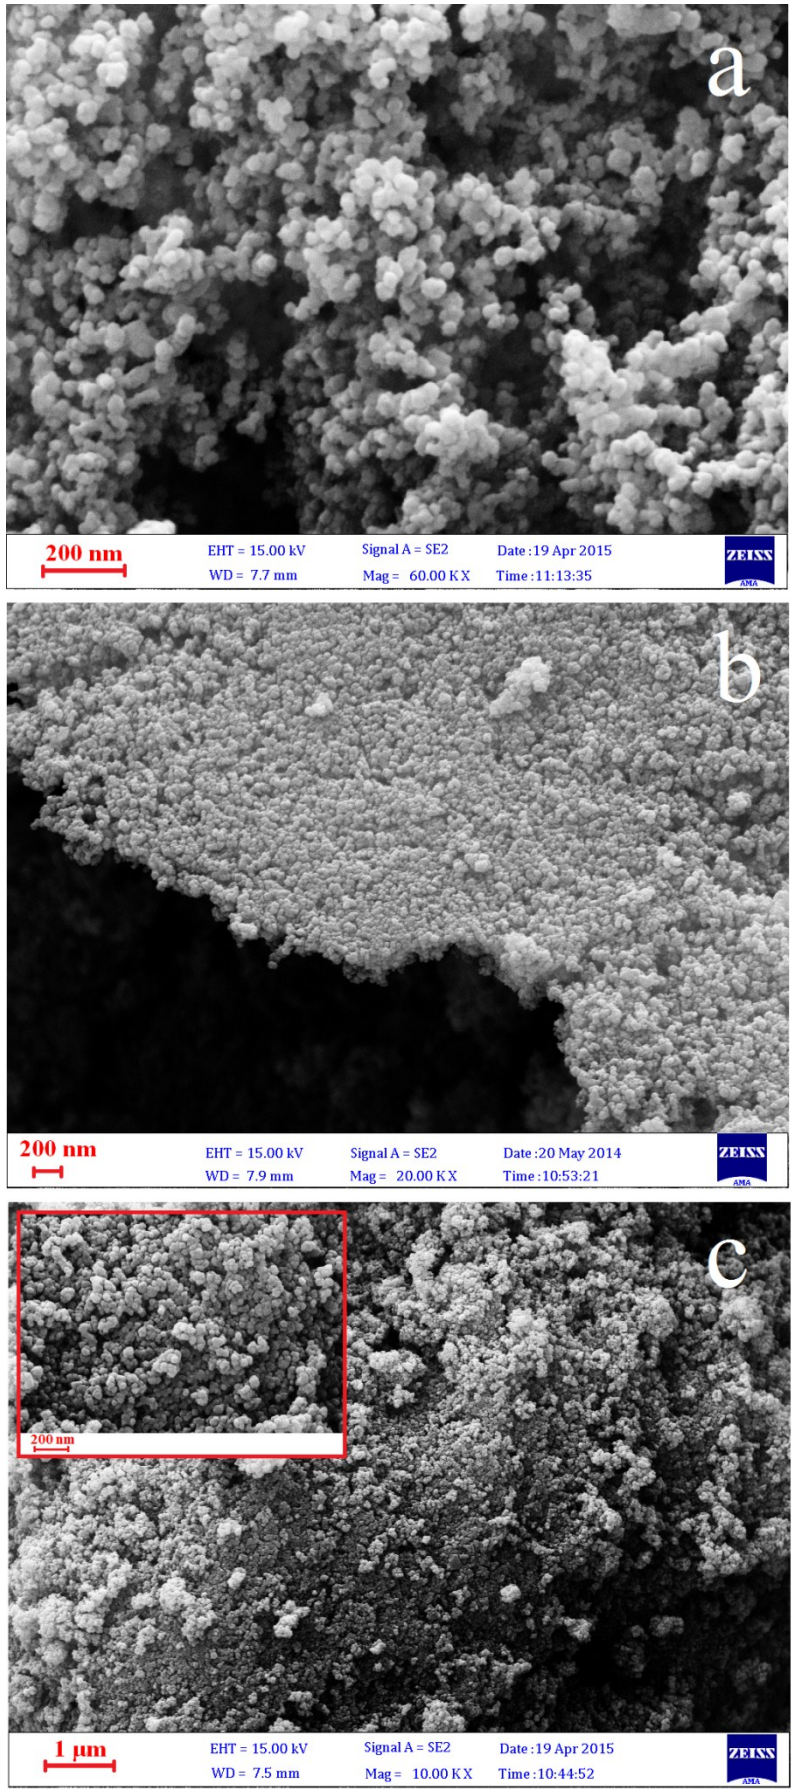 a
200 nm
EHT = 15.00 kV
Signal A = SE2
Date :19 Apr 2015
WD = 7.7 mm
Mag = 60.00 K X
Time :11:13:35
ZEISS
AMA
b
200 nm
EHT = 15.00 kV
Signal A = SE2
Date :20 May 2014
WD = 7.9 mm
Mag = 20.00 K X
Time :10:53:21
ZEISS
AMA
c
200 nm
1 µm
EHT = 15.00 kV
Signal A = SE2
Date :19 Apr 2015
WD = 7.5 mm
Mag = 10.00 K X
Time :10:44:52
ZEISS
AMA